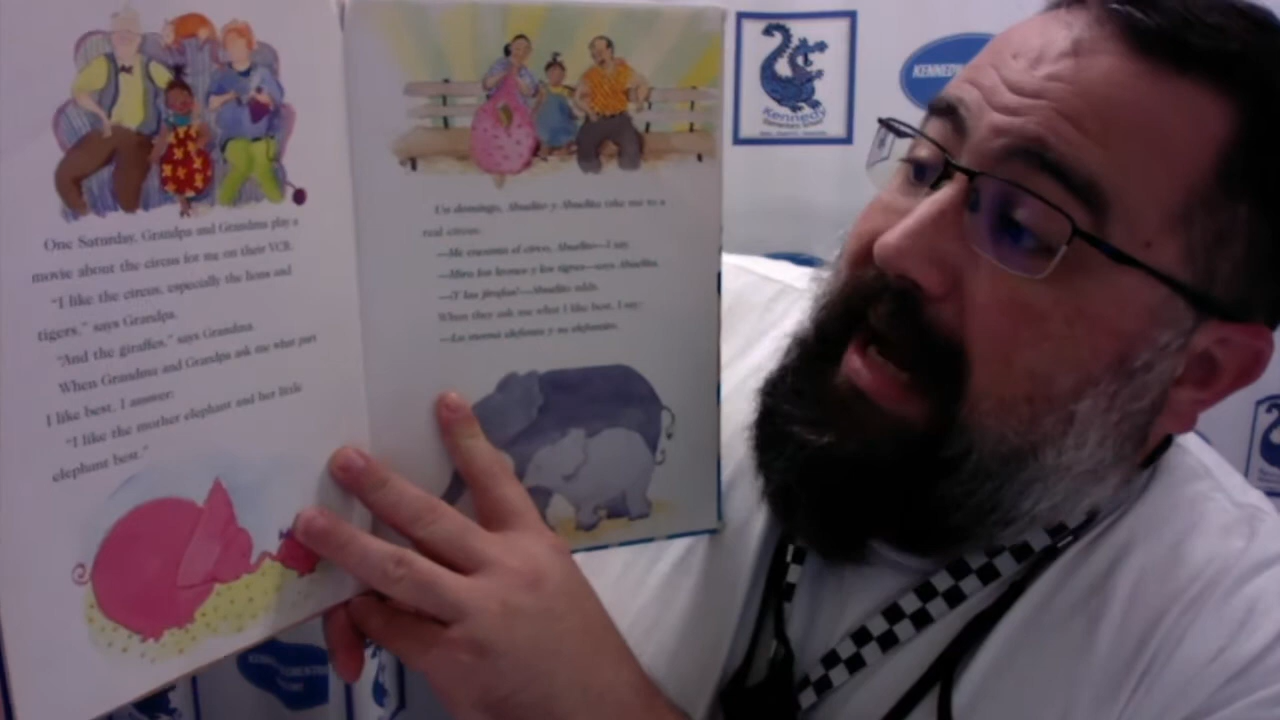 One Saturday, Grandpa and Grandma play a
movie about the circus for me on their VCR.
"I like the circus, especially the lions and
tigers," says Grandpa.
"And the giraffes," says Grandma.
When Grandma and Grandpa ask me what part
I like best, I answer:
"I like the mother elephant and her little
elephant best."
Un domingo, Abuelito y Abuelita take me to a
real circus.
—Me encanta el circo, Abuelito—I say.
—Mira los leones y los tigres—says Abuelita.
—¡Y las jirafas!—Abuelito adds.
When they ask me what I like best, I say:
—La mamá elefante y su elefantito.
Kennedy
Elementary School
KENNEDY